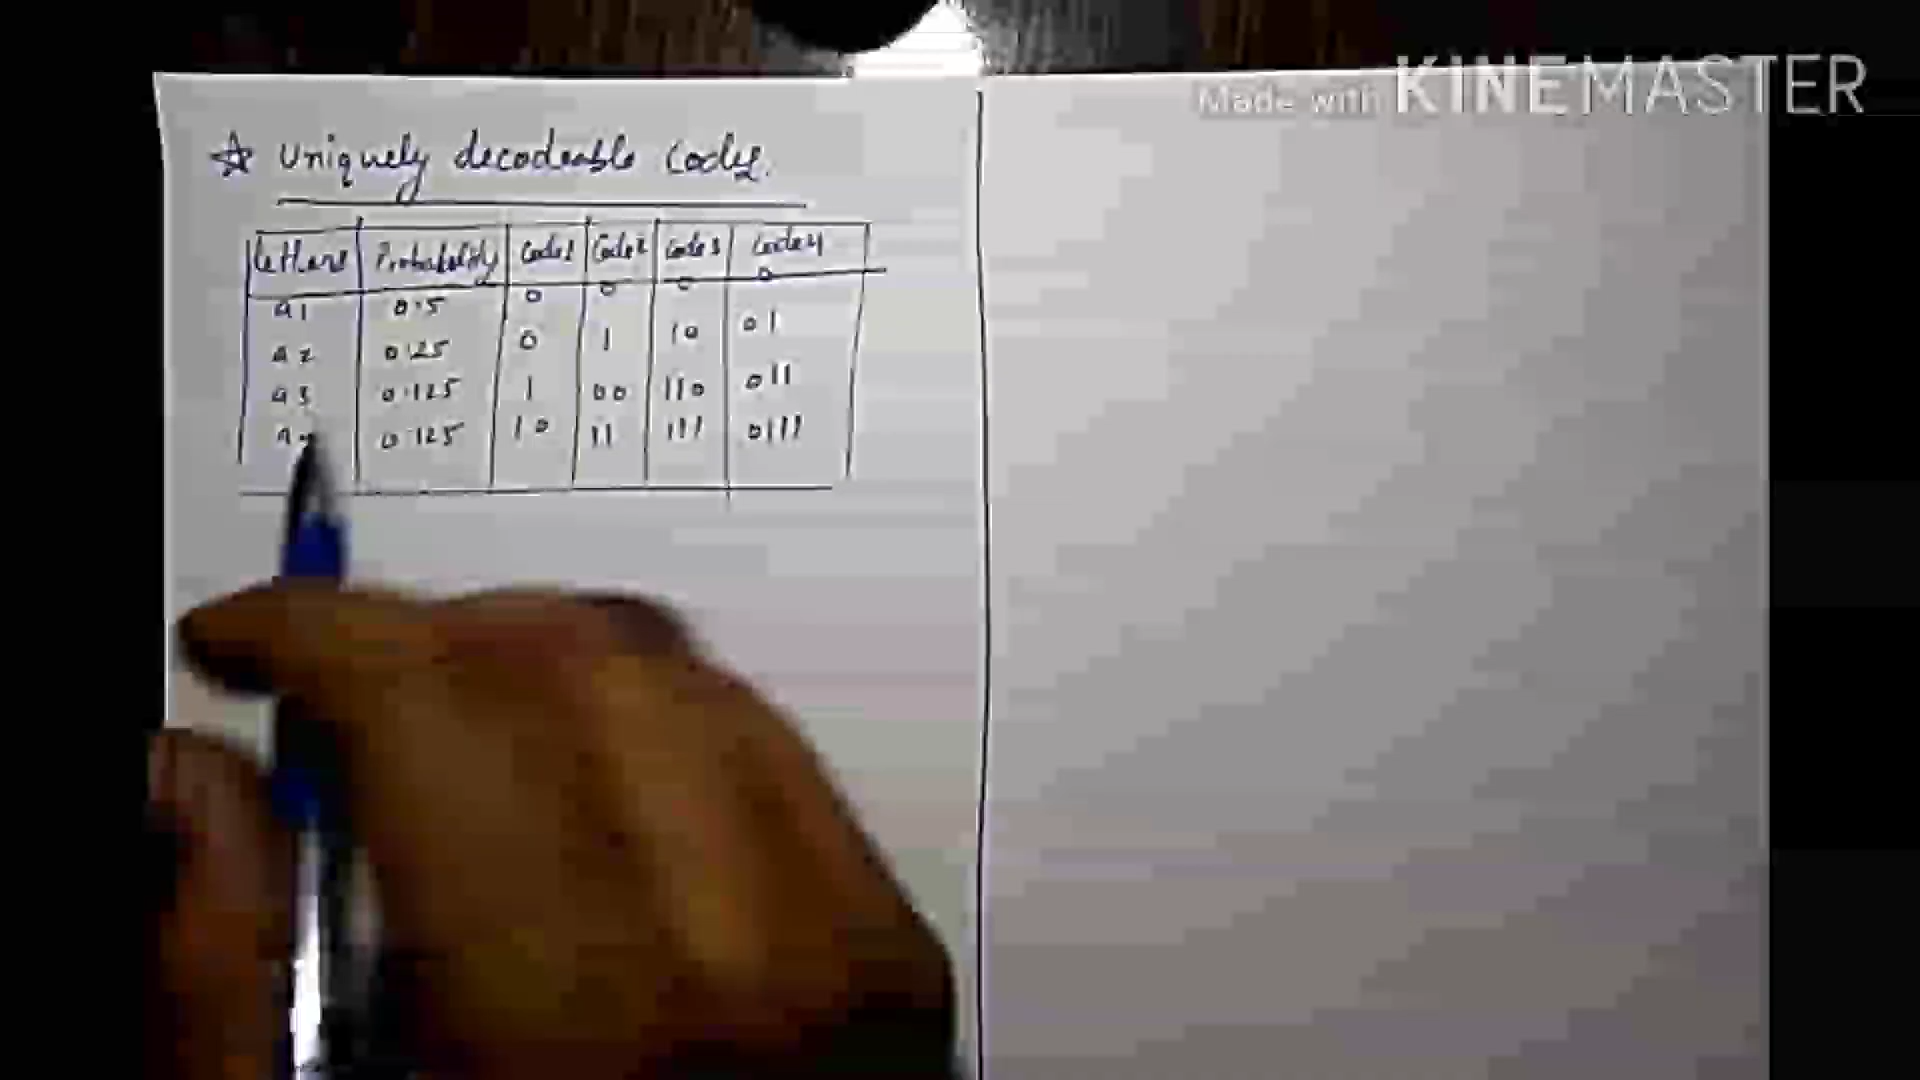 Made with KINEMASTER
☆ Uniquely decodeable Codes.
Letters Probability Code1 Code2 Code3 Code4
a1 0.5 0 0 0 0
a2 0.25 0 1 10 01
a3 0.125 1 00 110 011
a4 0.125 10 11 111 0111